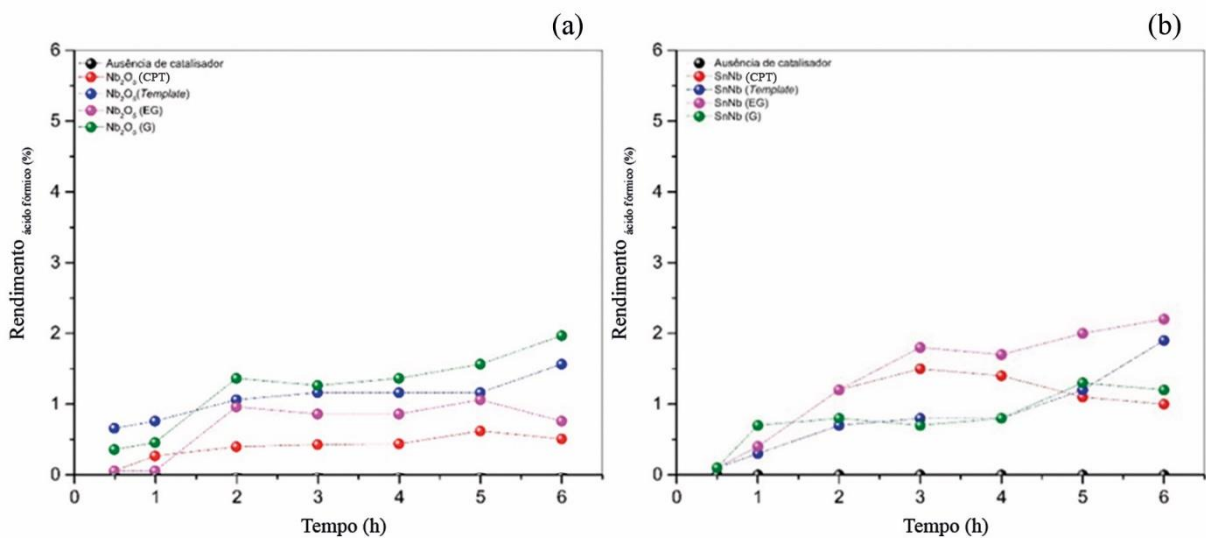 (a)
6
5
4
3
2
1
0
Rendimento ácido fórmico (%)
Ausência de catalisador
Nb₂O₅ (CPT)
Nb₂O₅ (Template)
Nb₂O₅ (EG)
Nb₂O₅ (G)
0 1 2 3 4 5 6
Tempo (h)
(b)
6
5
4
3
2
1
0
Rendimento ácido fórmico (%)
Ausência de catalisador
SnNb (CPT)
SnNb (Template)
SnNb (EG)
SnNb (G)
0 1 2 3 4 5 6
Tempo (h)